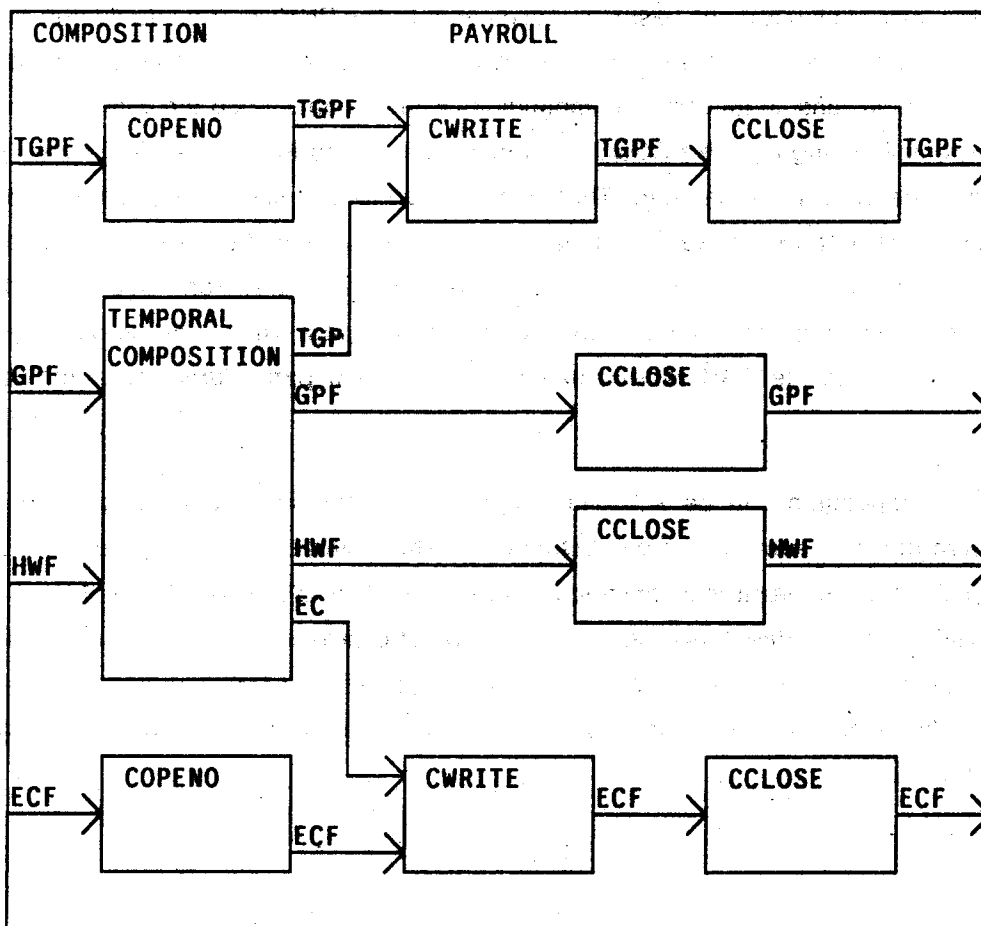 COMPOSITION PAYROLL
TGPF
COPENO
TGPF
CWRITE
TGPF
CCLOSE
TGPF
GPF
HWF
TEMPORAL
COMPOSITION
TGP
GPF
CCLOSE
GPF
HWF
CCLOSE
HWF
EC
ECF
COPENO
ECF
CWRITE
ECF
CCLOSE
ECF